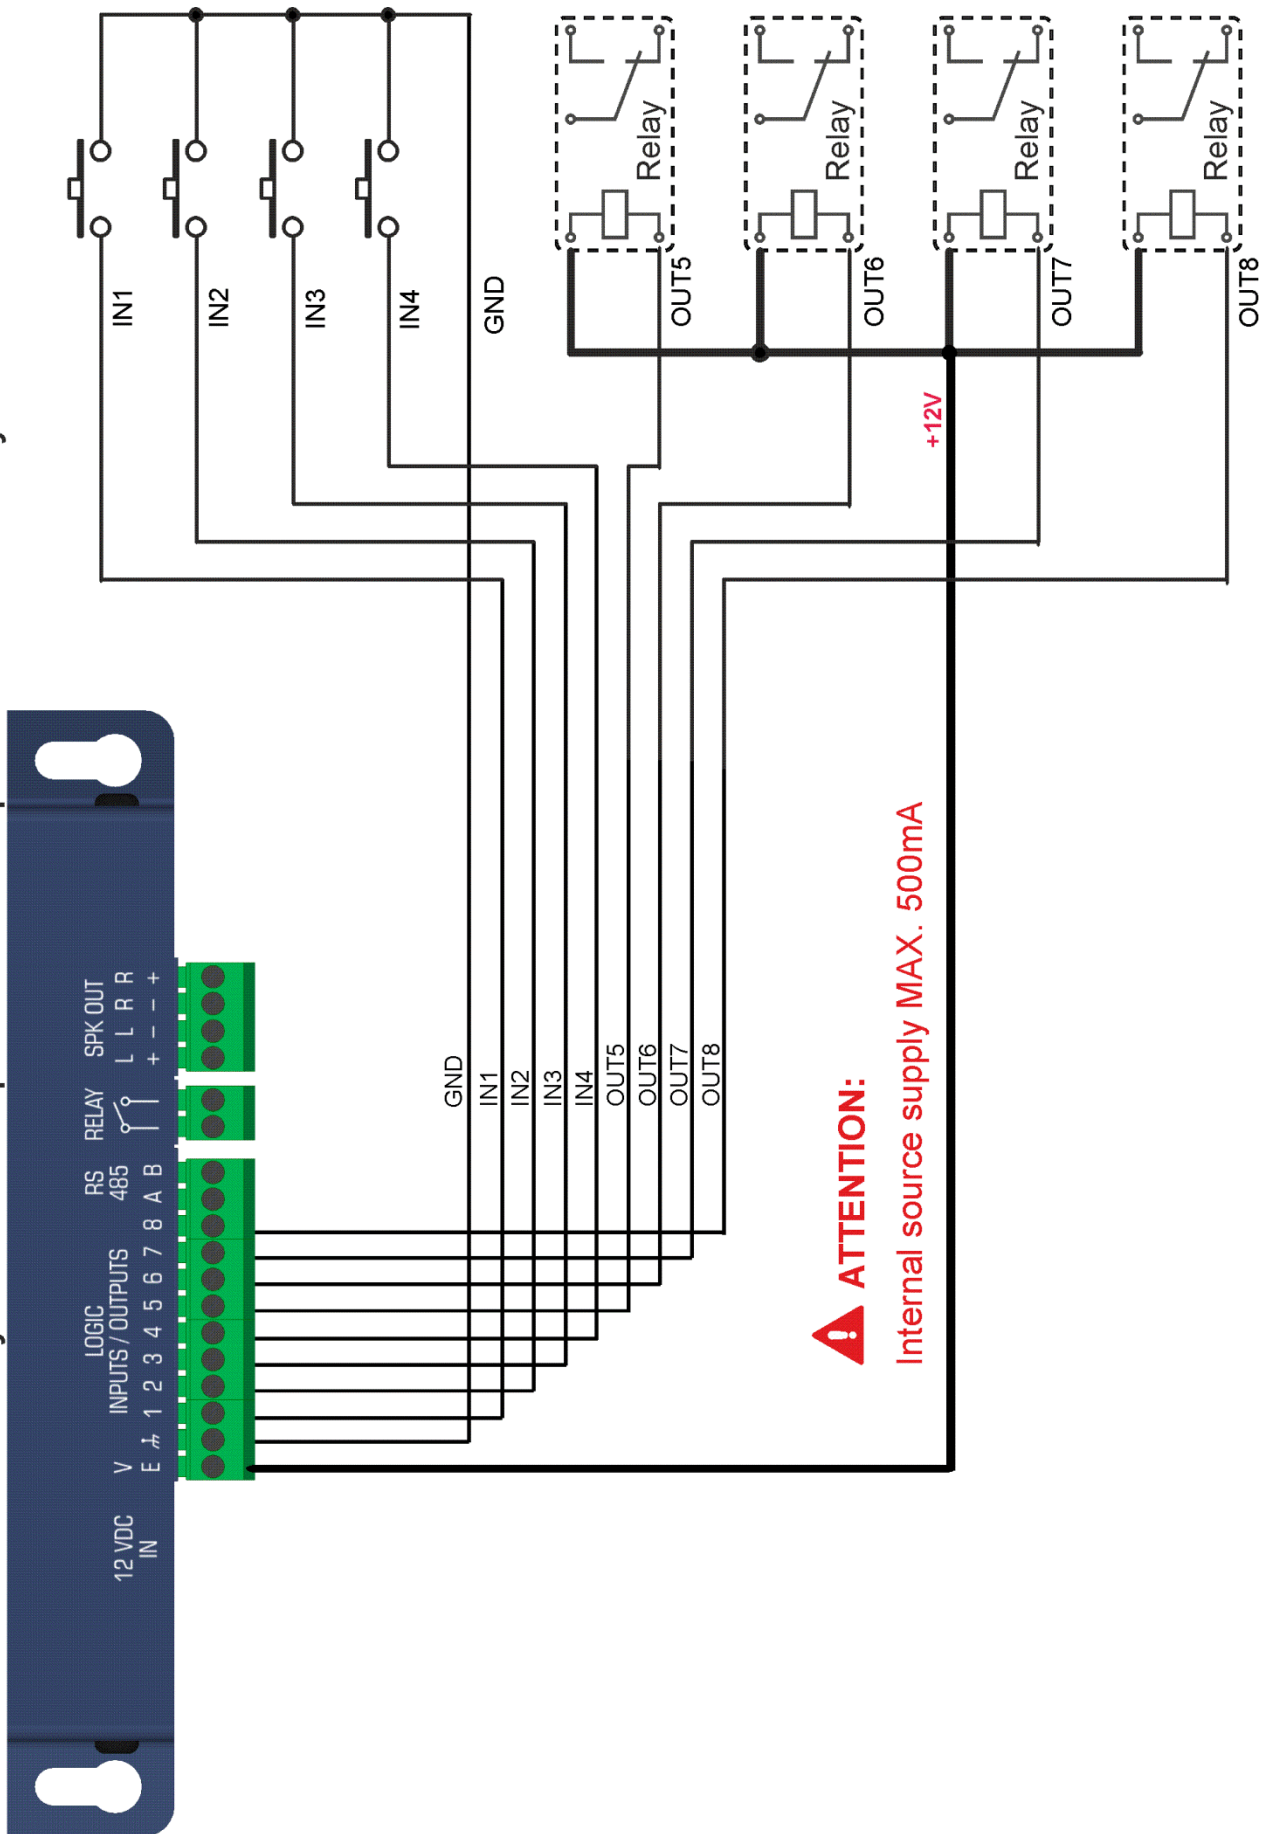 12 VDC
IN
V
E
LOGIC
INPUTS / OUTPUTS
1 2 3 4 5 6 7 8
RS
485
A B
RELAY
SPK OUT
L L R R
+ − − +
GND
IN1
IN2
IN3
IN4
OUT5
OUT6
OUT7
OUT8
IN1
IN2
IN3
IN4
GND
Relay
OUT5
Relay
OUT6
Relay
OUT7
Relay
OUT8
+12V
ATTENTION:
Internal source supply MAX. 500mA